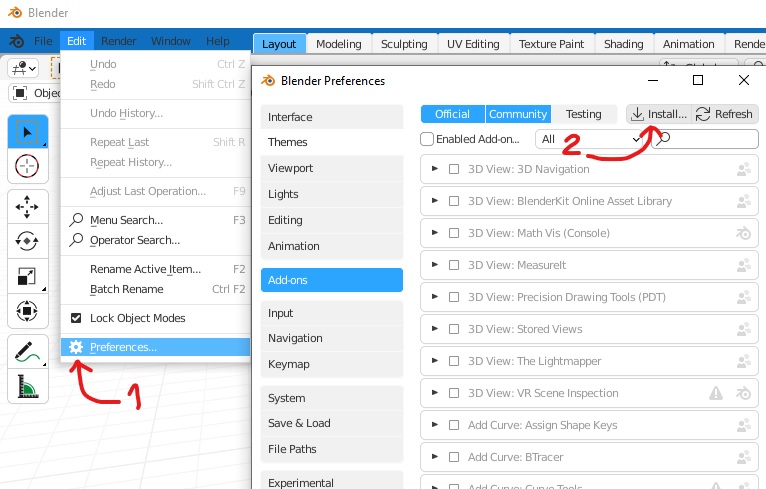 Blender
File Edit Render Window Help Layout Modeling Sculpting UV Editing Texture Paint Shading Animation Rende
Objec
Undo Ctrl Z
Redo Shift Ctrl Z
Undo History...
Repeat Last Shift R
Repeat History...
Adjust Last Operation... F9
Menu Search... F3
Operator Search...
Rename Active Item... F2
Batch Rename Ctrl F2
Lock Object Modes
Preferences...
1
Blender Preferences
Interface
Themes
Viewport
Lights
Editing
Animation
Add-ons
Input
Navigation
Keymap
System
Save & Load
File Paths
Experimental
Official Community Testing Install... Refresh
Enabled Add-on... All 2
3D View: 3D Navigation
3D View: BlenderKit Online Asset Library
3D View: Math Vis (Console)
3D View: MeasureIt
3D View: Precision Drawing Tools (PDT)
3D View: Stored Views
3D View: The Lightmapper
3D View: VR Scene Inspection
Add Curve: Assign Shape Keys
Add Curve: BTracer
Add Curve: Curve Tools